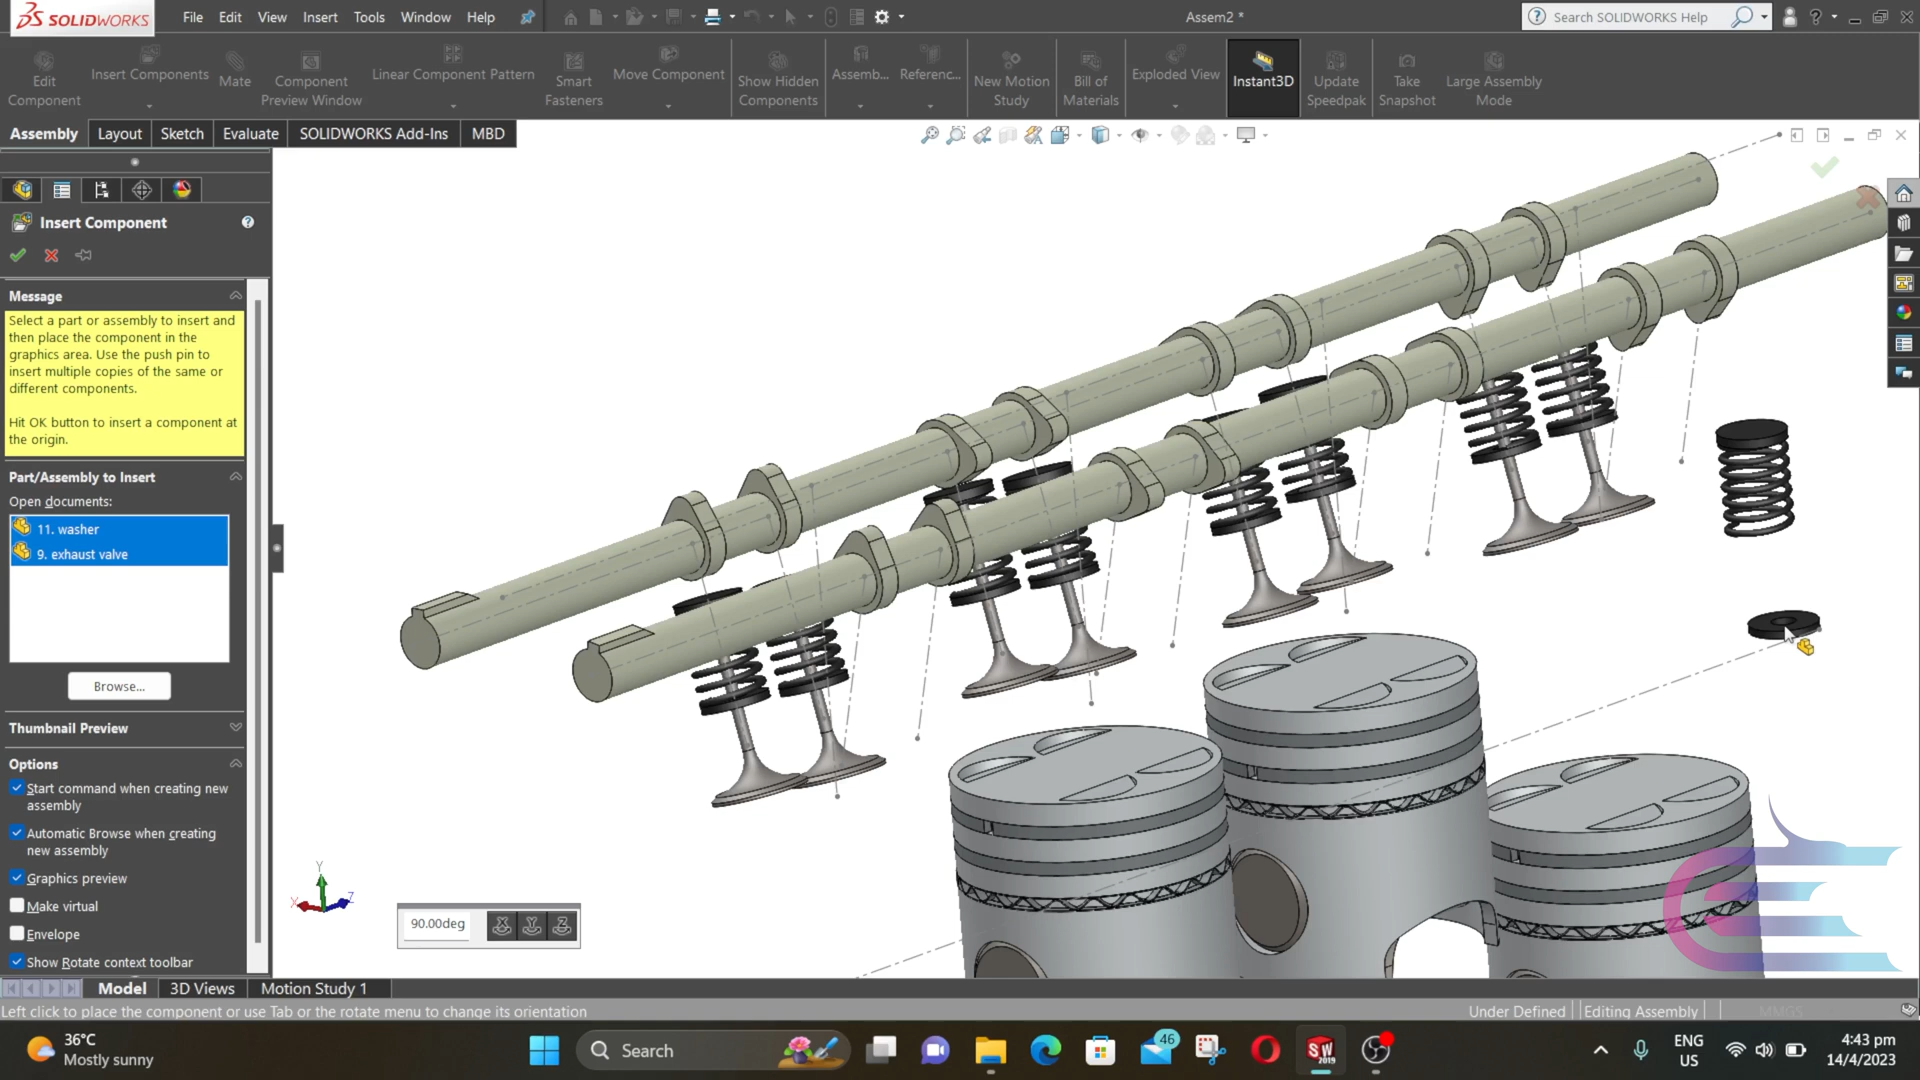 SOLIDWORKS
File Edit View Insert Tools Window Help
Assem2 *
Search SOLIDWORKS Help
Edit Component
Insert Components
Mate
Component Preview Window
Linear Component Pattern
Smart Fasteners
Move Component
Show Hidden Components
Assemb...
Referenc...
New Motion Study
Bill of Materials
Exploded View
Instant3D
Update Speedpak
Take Snapshot
Large Assembly Mode
Assembly Layout Sketch Evaluate SOLIDWORKS Add-Ins MBD
Insert Component
Message
Select a part or assembly to insert and
then place the component in the
graphics area. Use the push pin to
insert multiple copies of the same or
different components.
Hit OK button to insert a component at
the origin.
Part/Assembly to Insert
Open documents:
11. washer
9. exhaust valve
Browse...
Thumbnail Preview
Options
Start command when creating new
assembly
Automatic Browse when creating
new assembly
Graphics preview
Make virtual
Envelope
Show Rotate context toolbar
Y
X
Z
90.00deg
X Y Z
Model 3D Views Motion Study 1
Left click to place the component or use Tab or the rotate menu to change its orientation
Under Defined Editing Assembly MMGS
36°C
Mostly sunny
Search
46
SW
2019
ENG
US
4:43 pm
14/4/2023